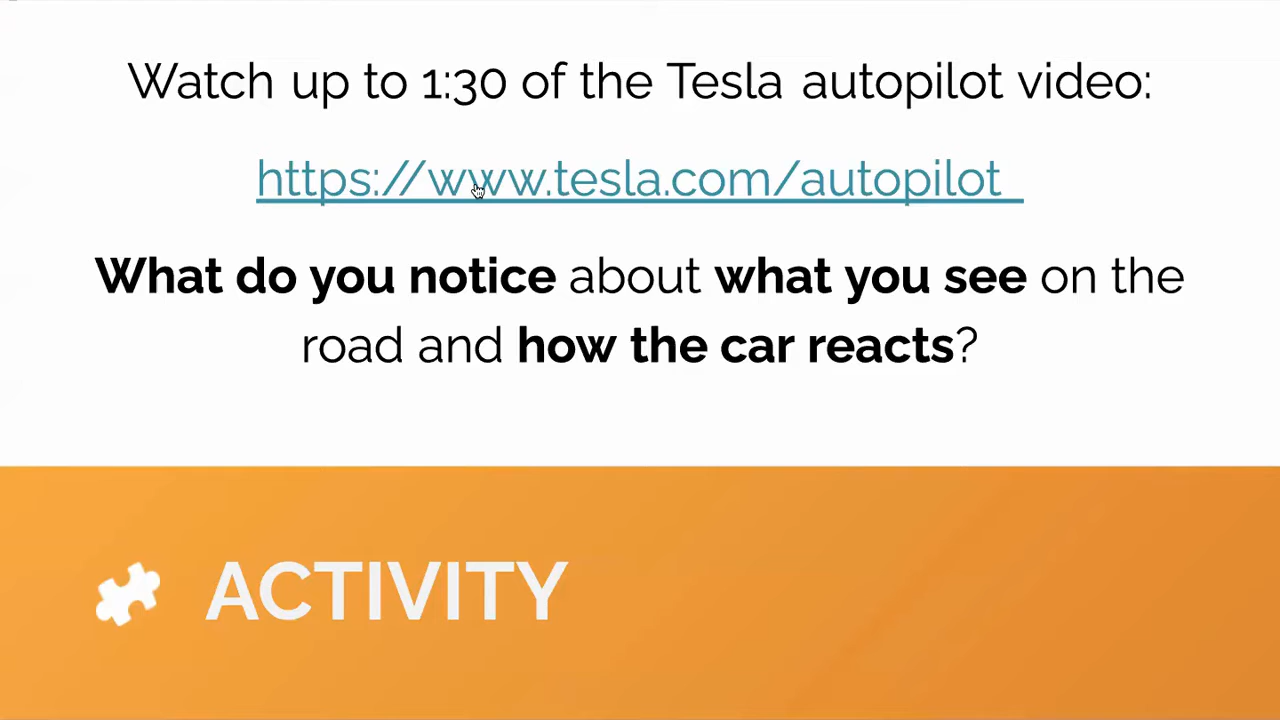 Watch up to 1:30 of the Tesla autopilot video:
https://www.tesla.com/autopilot
What do you notice about what you see on the
road and how the car reacts?
ACTIVITY